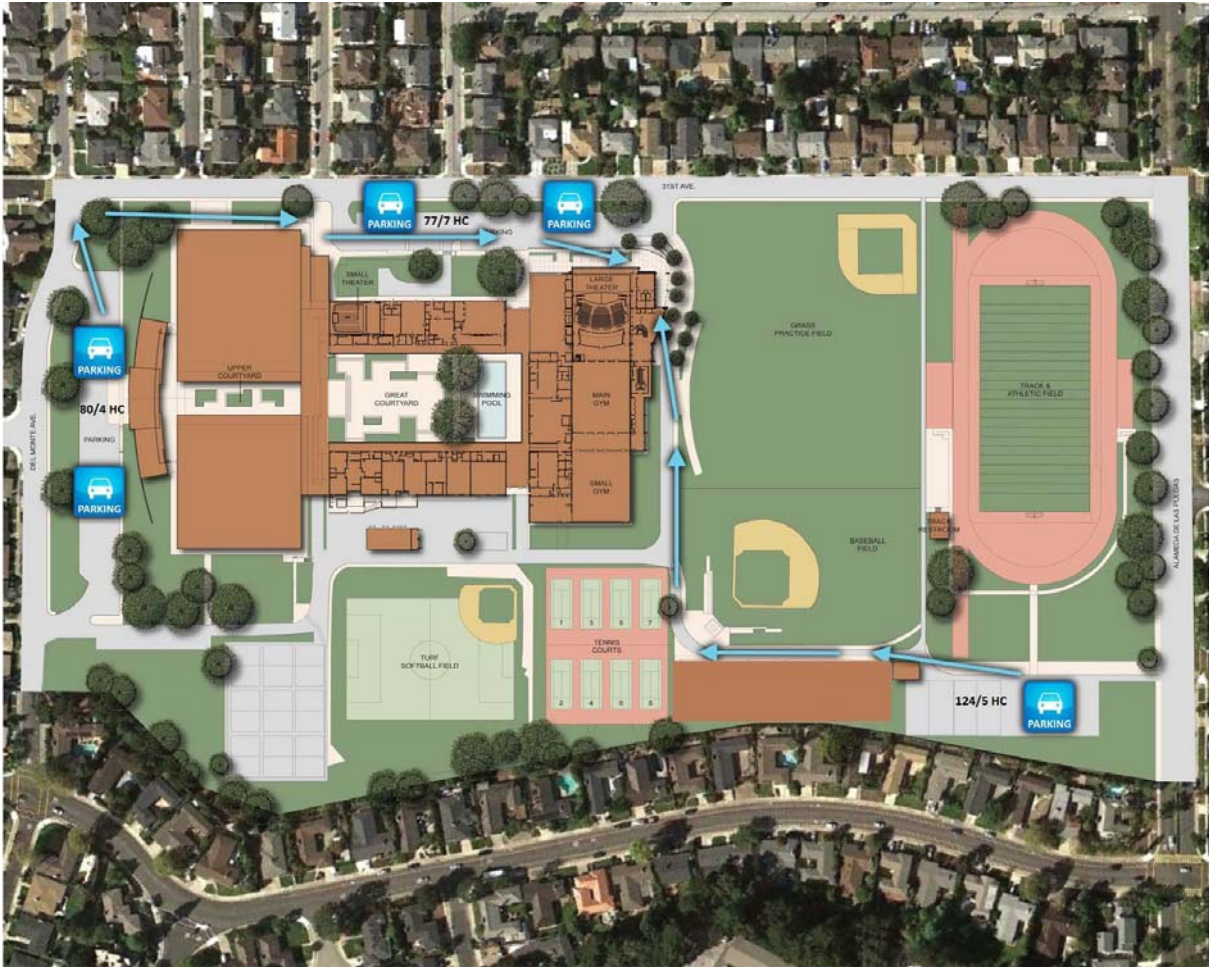 31ST AVE.
PARKING
77/7 HC
PARKING
SMALL
THEATER
LARGE
THEATER
PARKING
80/4 HC
PARKING
PARKING
DEL MONTE AVE.
UPPER
COURTYARD
GREAT
COURTYARD
SWIMMING
POOL
MAIN
GYM
SMALL
GYM
GRASS
PRACTICE FIELD
TRACK &
ATHLETIC FIELD
TRACK
RESTROOM
BASEBALL
FIELD
ALAMEDA DE LAS PULGAS
TURF
SOFTBALL FIELD
1 3 5 7
TENNIS
COURTS
2 4 6 8
124/5 HC
PARKING